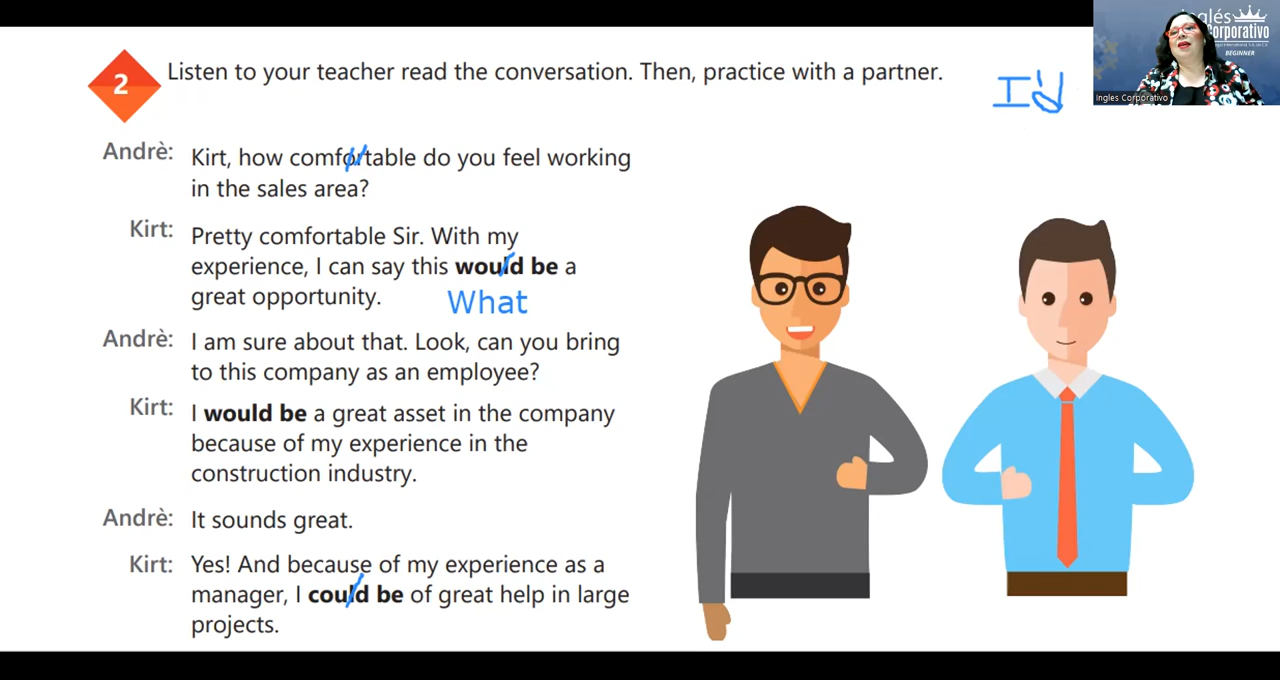 2
Listen to your teacher read the conversation. Then, practice with a partner.
Andrè: Kirt, how comfortable do you feel working
in the sales area?
Kirt: Pretty comfortable Sir. With my
experience, I can say this would be a
great opportunity.
What
Andrè: I am sure about that. Look, can you bring
to this company as an employee?
Kirt: I would be a great asset in the company
because of my experience in the
construction industry.
Andrè: It sounds great.
Kirt: Yes! And because of my experience as a
manager, I could be of great help in large
projects.
Inglés
Corporativo
BEGINNER
Ingles Corporativo